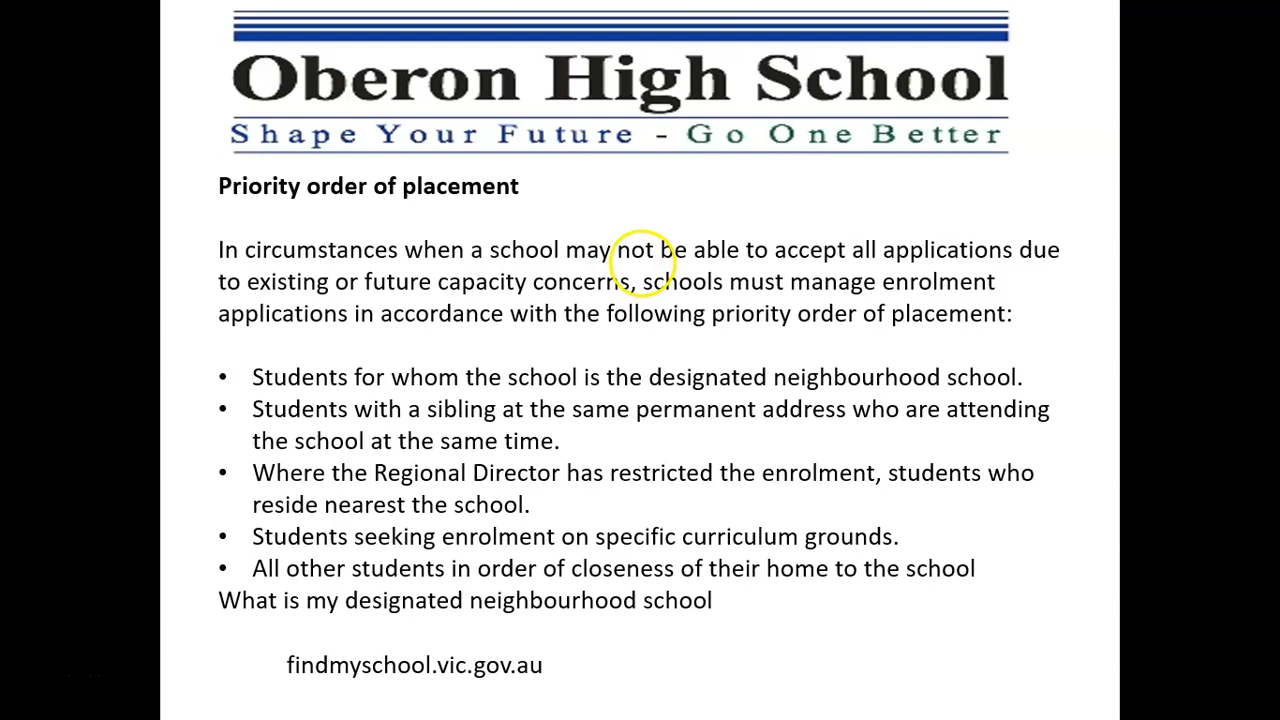 Oberon High School
Shape Your Future - Go One Better
Priority order of placement
In circumstances when a school may not be able to accept all applications due
to existing or future capacity concerns, schools must manage enrolment
applications in accordance with the following priority order of placement:
• Students for whom the school is the designated neighbourhood school.
• Students with a sibling at the same permanent address who are attending
the school at the same time.
• Where the Regional Director has restricted the enrolment, students who
reside nearest the school.
• Students seeking enrolment on specific curriculum grounds.
• All other students in order of closeness of their home to the school
What is my designated neighbourhood school
findmyschool.vic.gov.au